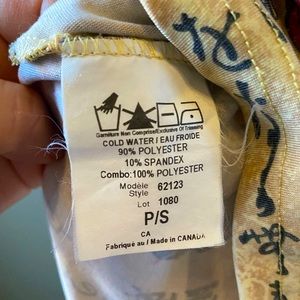 Garniture Non Comprise/Exclusive Of Trimming
COLD WATER / EAU FROIDE
90% POLYESTER
10% SPANDEX
Combo:100% POLYESTER
Modèle 62123
Style
Lot 1080
P/S
CA
Fabriqué au / Made in CANADA